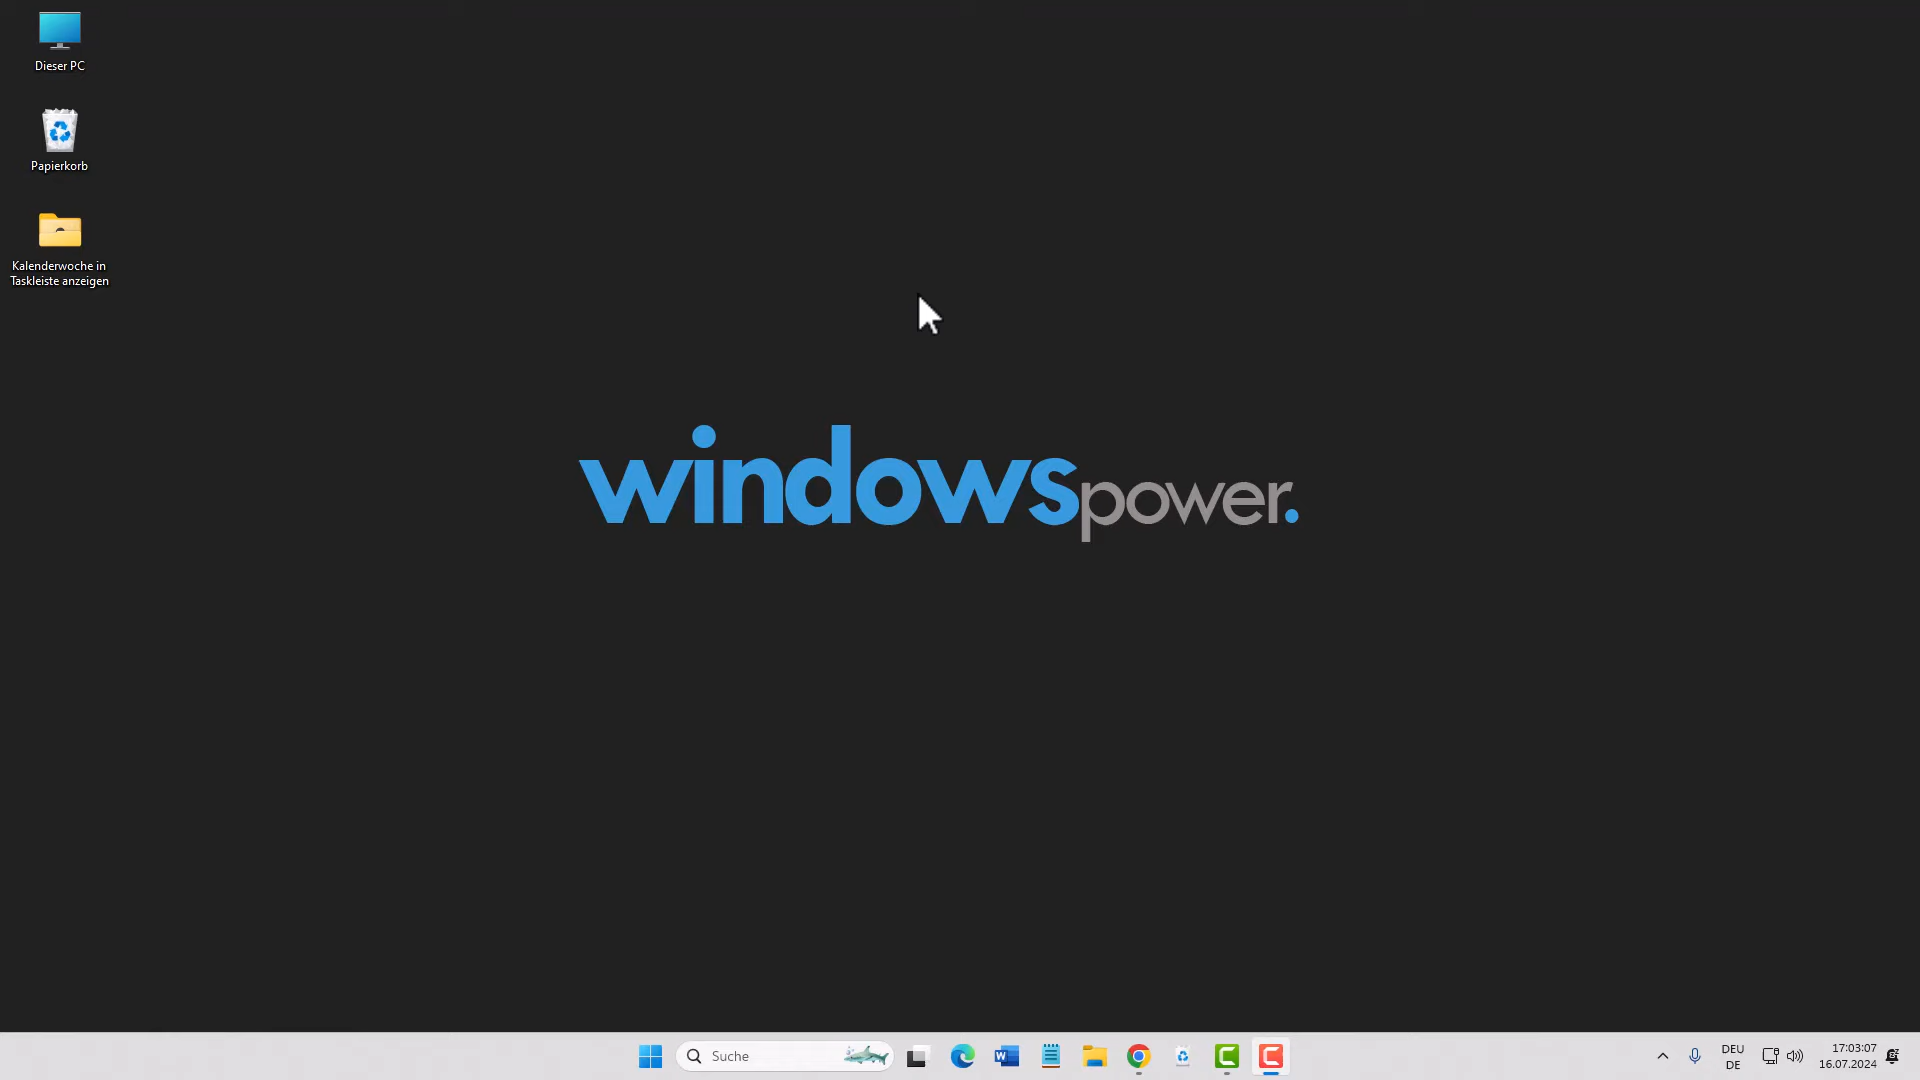 Dieser PC
Papierkorb
Kalenderwoche in
Taskleiste anzeigen
windowspower.
Suche
DEU
DE
17:03:07
16.07.2024